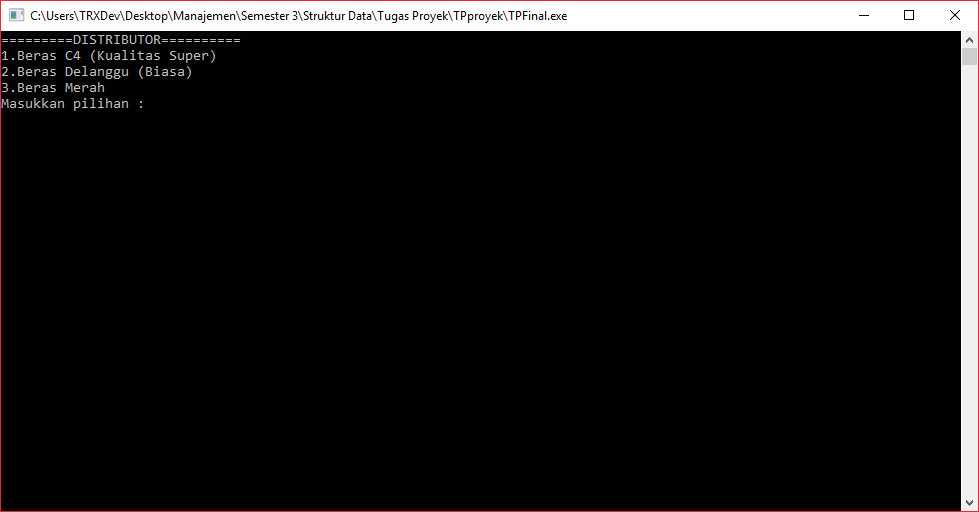 C:\Users\TRXDev\Desktop\Manajemen\Semester 3\Struktur Data\Tugas Proyek\TPproyek\TPFinal.exe
=========DISTRIBUTOR==========
1.Beras C4 (Kualitas Super)
2.Beras Delanggu (Biasa)
3.Beras Merah
Masukkan pilihan :